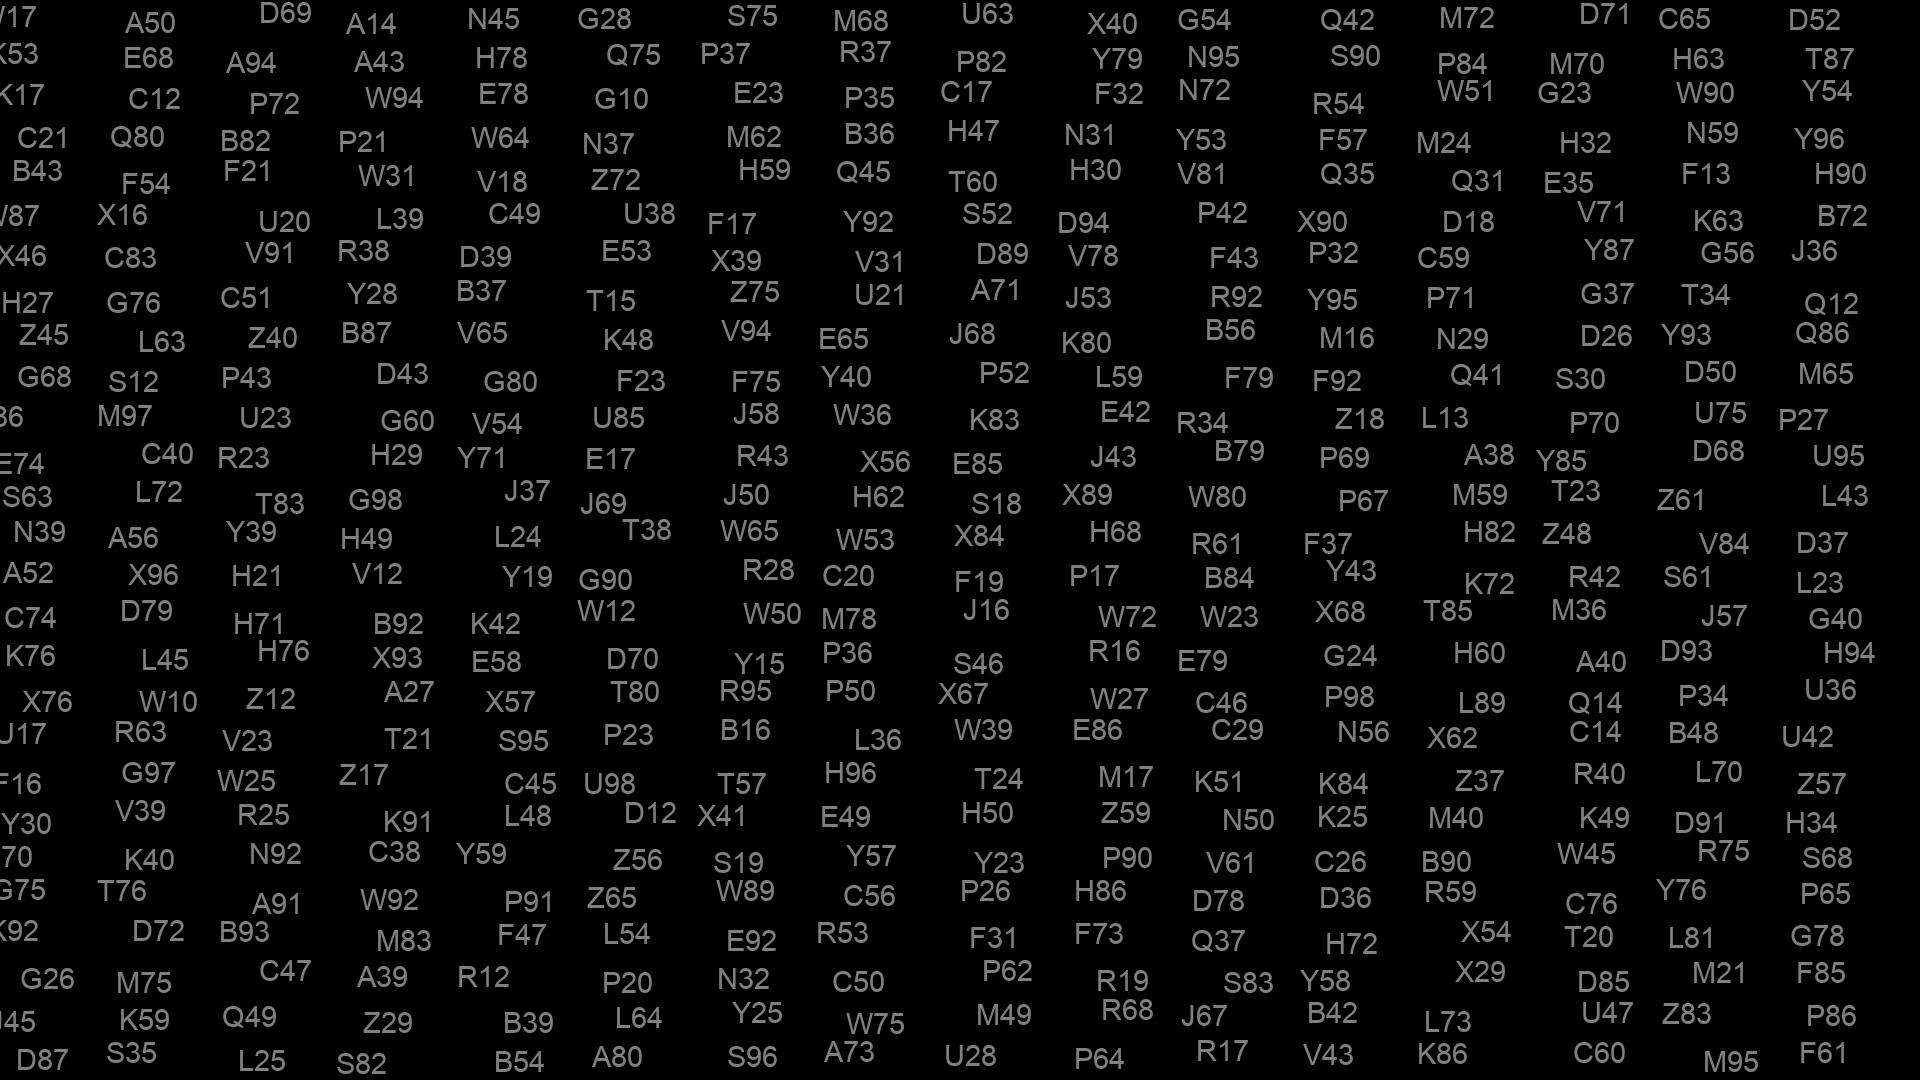 A50 D69 A14 N45 G28 S75 M68 U63 X40 G54 Q42 M72 D71 C65 D52
E68 A94 A43 H78 Q75 P37 R37 P82 Y79 N95 S90 P84 M70 H63 T87
K17 C12 P72 W94 E78 G10 E23 P35 C17 F32 N72 R54 W51 G23 W90 Y54
C21 Q80 B82 P21 W64 N37 M62 B36 H47 N31 Y53 F57 M24 H32 N59 Y96
B43 F54 F21 W31 V18 Z72 H59 Q45 T60 H30 V81 Q35 Q31 E35 F13 H90
X16 U20 L39 C49 U38 F17 Y92 S52 D94 P42 X90 D18 V71 K63 B72
X46 C83 V91 R38 D39 E53 X39 V31 D89 V78 F43 P32 C59 Y87 G56 J36
H27 G76 C51 Y28 B37 T15 Z75 U21 A71 J53 R92 Y95 P71 G37 T34 Q12
Z45 L63 Z40 B87 V65 K48 V94 E65 J68 K80 B56 M16 N29 D26 Y93 Q86
G68 S12 P43 D43 G80 F23 F75 Y40 P52 L59 F79 F92 Q41 S30 D50 M65
M97 U23 G60 V54 U85 J58 W36 K83 E42 R34 Z18 L13 P70 U75 P27
E74 C40 R23 H29 Y71 E17 R43 X56 E85 J43 B79 P69 A38 Y85 D68 U95
S63 L72 T83 G98 J37 J69 J50 H62 S18 X89 W80 P67 M59 T23 Z61 L43
N39 A56 Y39 H49 L24 T38 W65 W53 X84 H68 R61 F37 H82 Z48 V84 D37
A52 X96 H21 V12 Y19 G90 R28 C20 F19 P17 B84 Y43 K72 R42 S61 L23
C74 D79 H71 B92 K42 W12 W50 M78 J16 W72 W23 X68 T85 M36 J57 G40
K76 L45 H76 X93 E58 D70 Y15 P36 S46 R16 E79 G24 H60 A40 D93 H94
X76 W10 Z12 A27 X57 T80 R95 P50 X67 W27 C46 P98 L89 Q14 P34 U36
U17 R63 V23 T21 S95 P23 B16 L36 W39 E86 C29 N56 X62 C14 B48 U42
F16 G97 W25 Z17 C45 U98 T57 H96 T24 M17 K51 K84 Z37 R40 L70 Z57
Y30 V39 R25 K91 L48 D12 X41 E49 H50 Z59 N50 K25 M40 K49 D91 H34
70 K40 N92 C38 Y59 Z56 S19 Y57 Y23 P90 V61 C26 B90 W45 R75 S68
G75 T76 A91 W92 P91 Z65 W89 C56 P26 H86 D78 D36 R59 C76 Y76 P65
K92 D72 B93 M83 F47 L54 E92 R53 F31 F73 Q37 H72 X54 T20 L81 G78
G26 M75 C47 A39 R12 P20 N32 C50 P62 R19 S83 Y58 X29 D85 M21 F85
K59 Q49 Z29 B39 L64 Y25 W75 M49 R68 J67 B42 L73 U47 Z83 P86
D87 S35 L25 S82 B54 A80 S96 A73 U28 P64 R17 V43 K86 C60 M95 F61